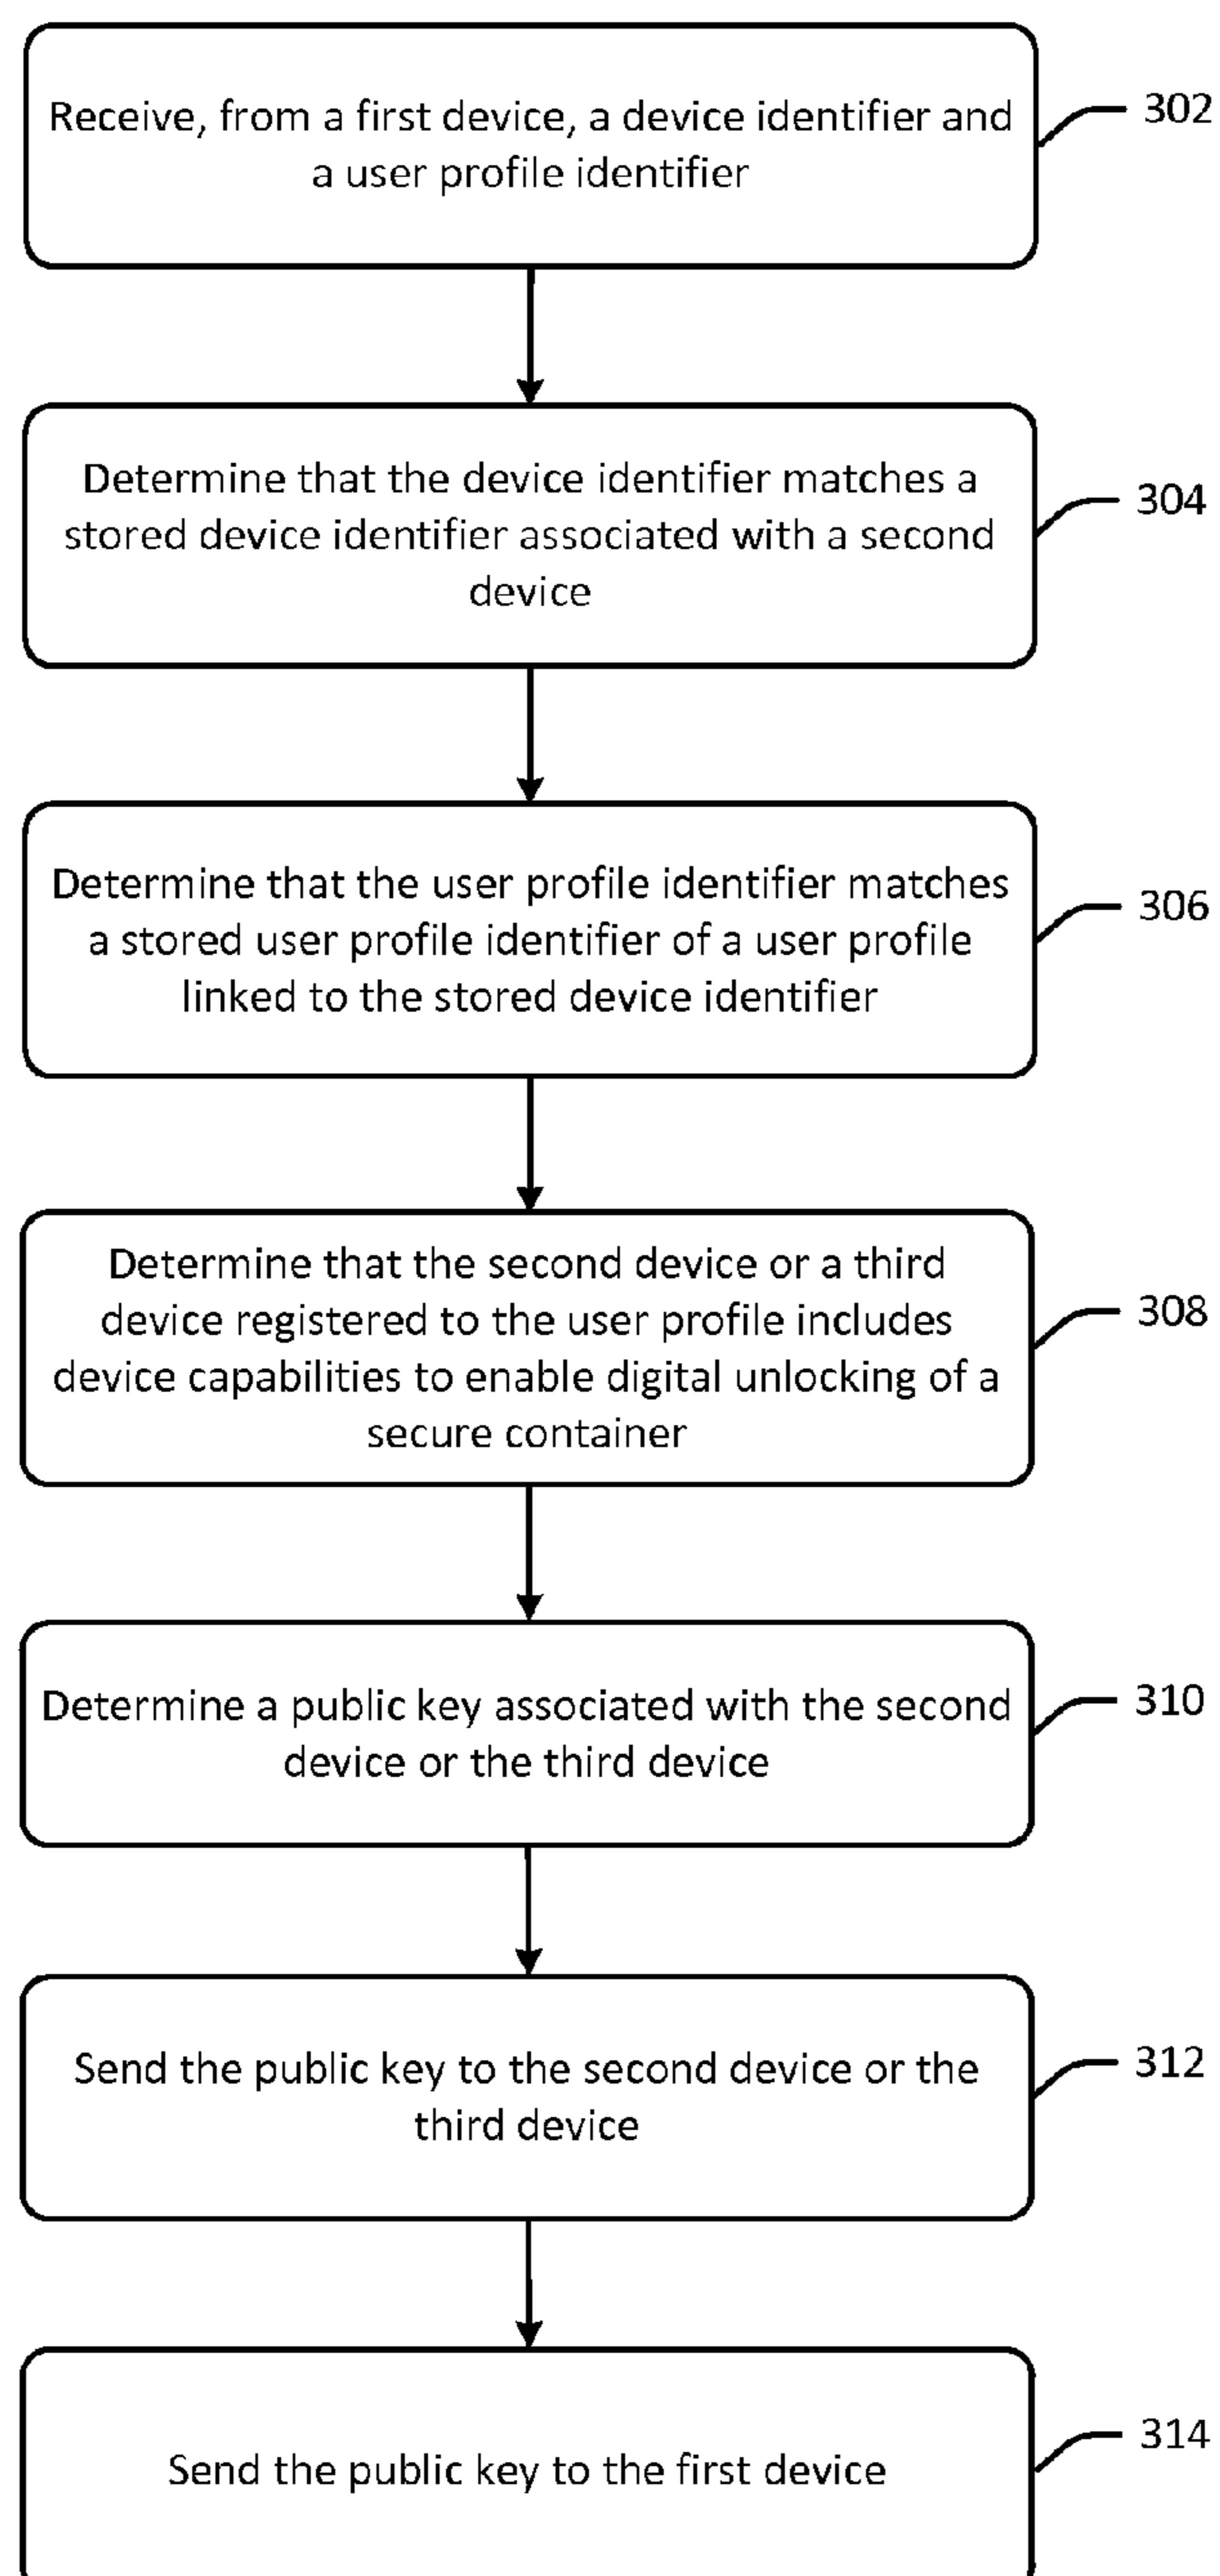 Receive, from a first device, a device identifier and
a user profile identifier
302
Determine that the device identifier matches a
stored device identifier associated with a second
device
304
Determine that the user profile identifier matches
a stored user profile identifier of a user profile
linked to the stored device identifier
306
Determine that the second device or a third
device registered to the user profile includes
device capabilities to enable digital unlocking of a
secure container
308
Determine a public key associated with the second
device or the third device
310
Send the public key to the second device or the
third device
312
Send the public key to the first device
314